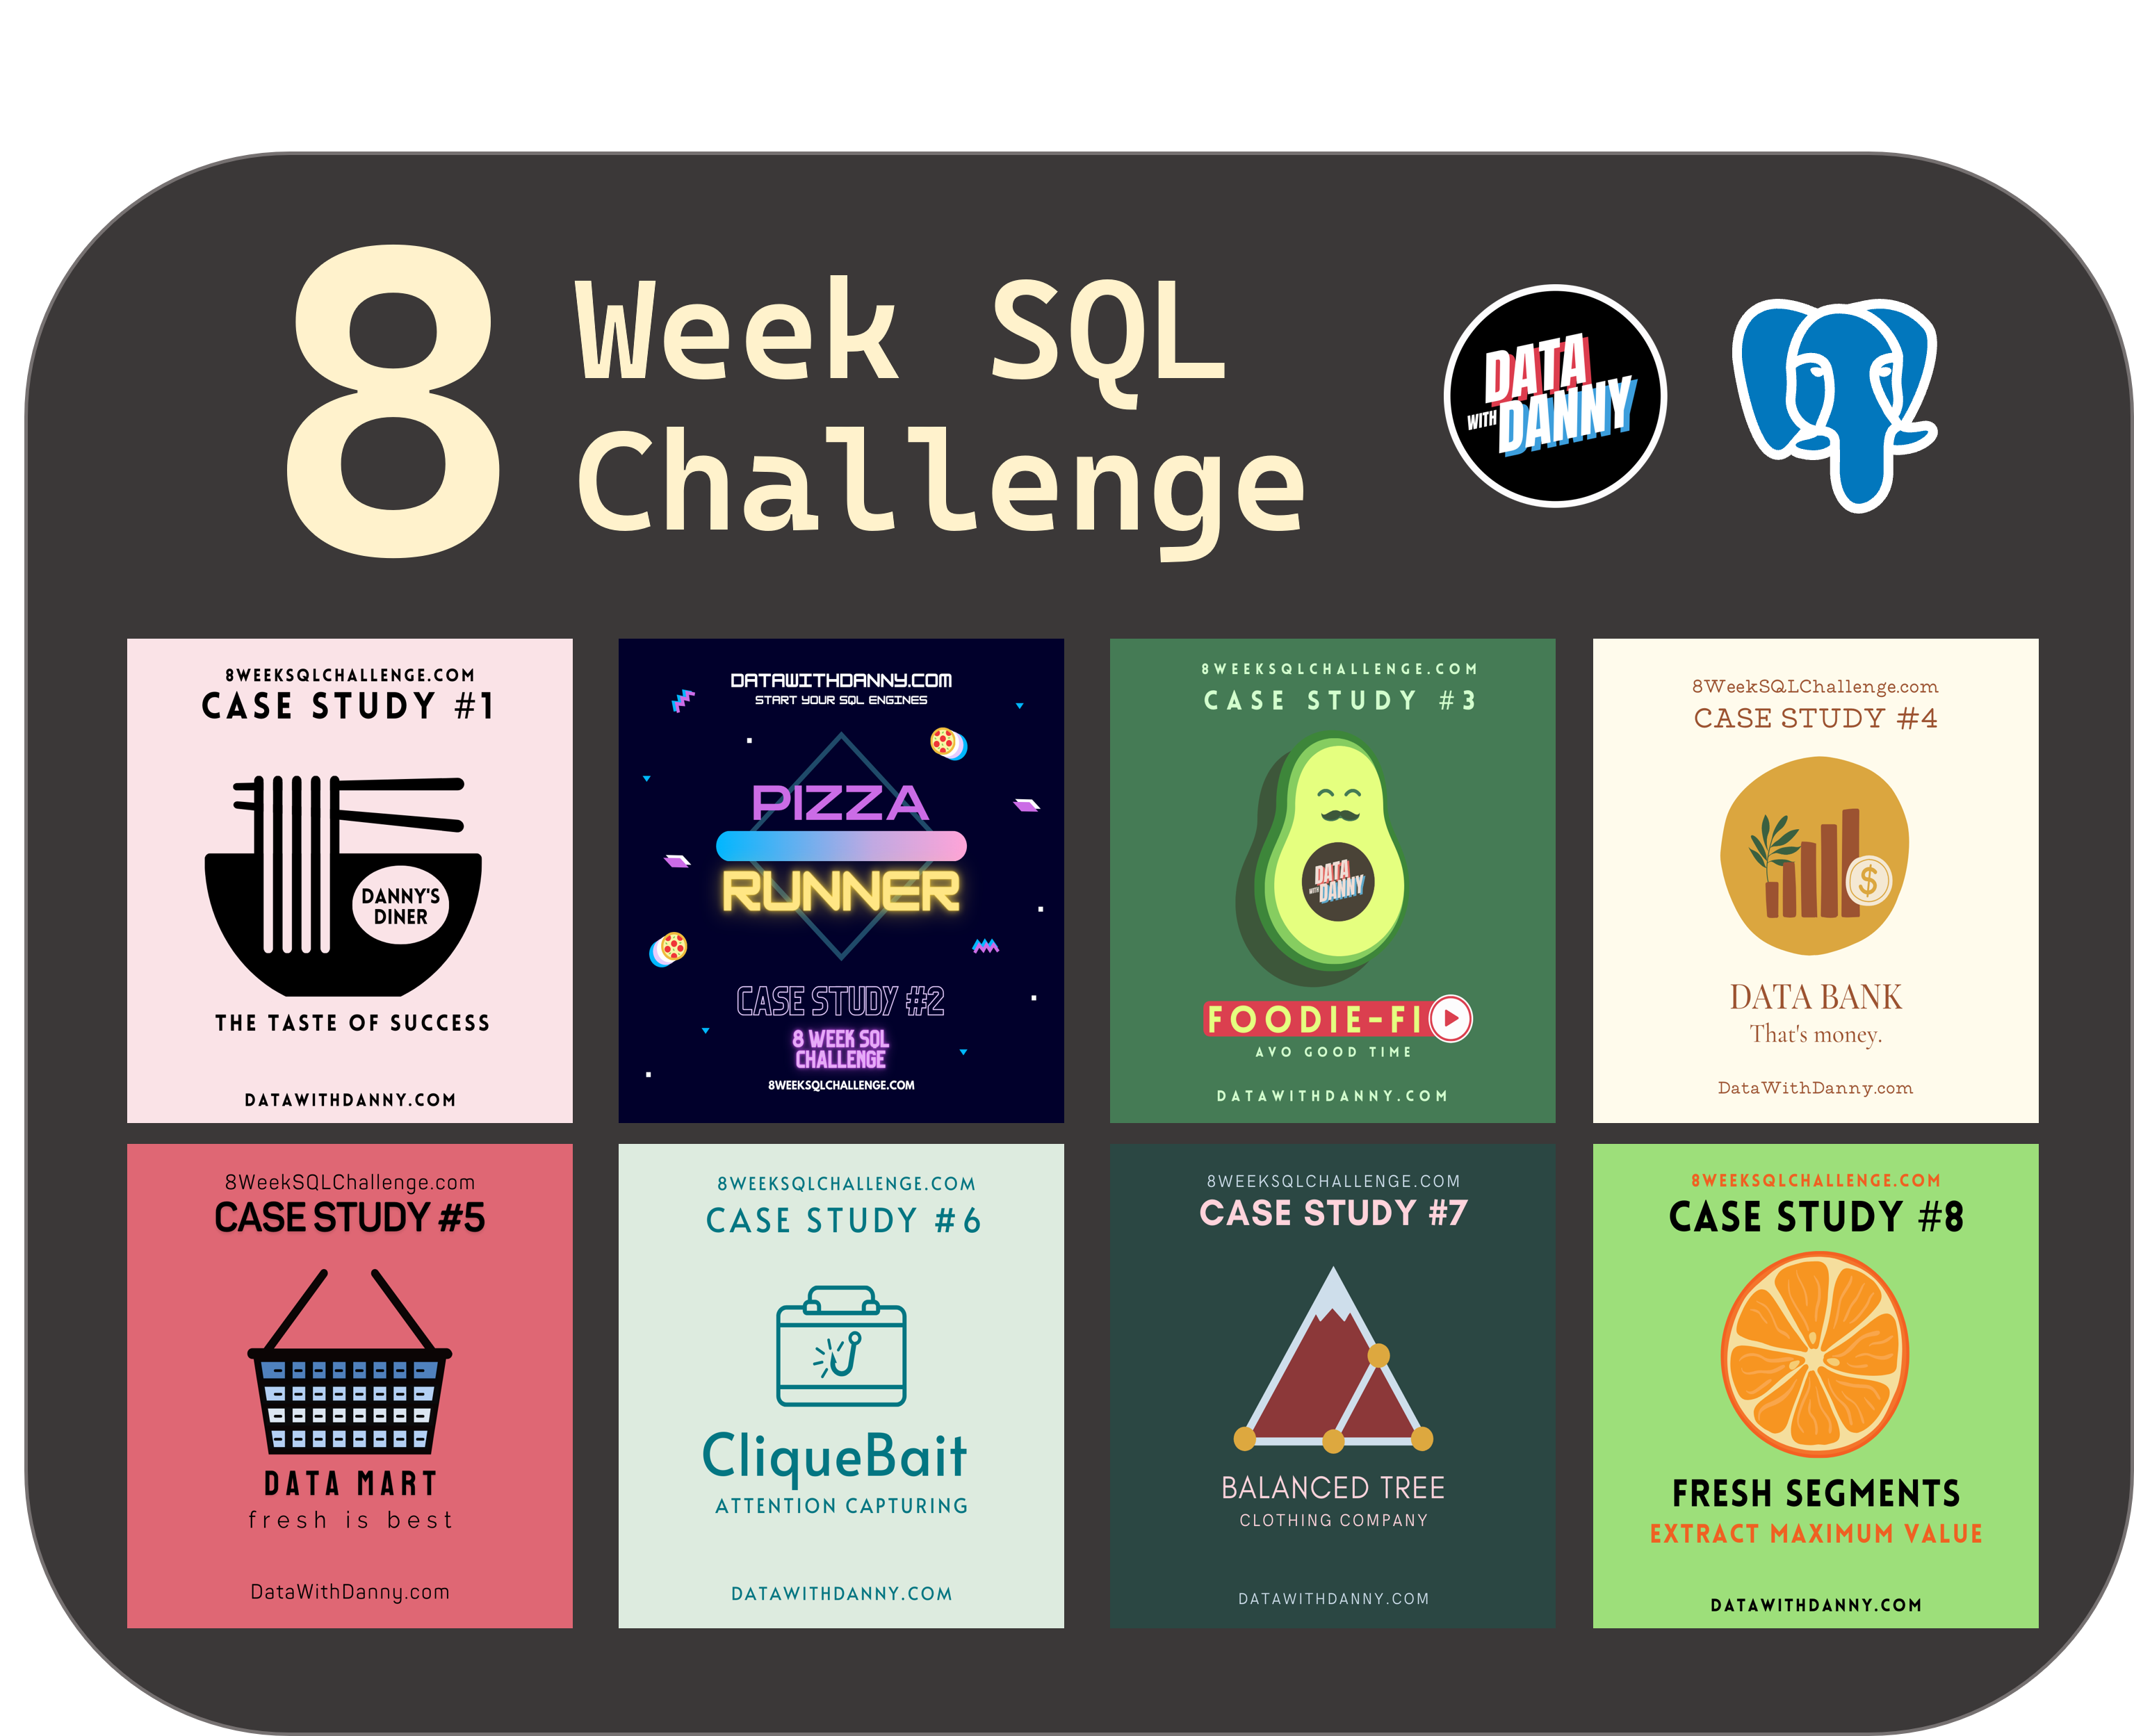 8 Week SQL
Challenge
DATA
WITH DANNY
8WEEKSQLCHALLENGE.COM
CASE STUDY #1
DANNY'S
DINER
THE TASTE OF SUCCESS
DATAWITHDANNY.COM
DATAWITHDANNY.COM
START YOUR SQL ENGINES
PIZZA
RUNNER
CASE STUDY #2
8 WEEK SQL
CHALLENGE
8WEEKSQLCHALLENGE.COM
8WEEKSQLCHALLENGE.COM
CASE STUDY #3
DATA
WITH DANNY
FOODIE-FI
AVO GOOD TIME
DATAWITHDANNY.COM
8WeekSQLChallenge.com
CASE STUDY #4
$
DATA BANK
That's money.
DataWithDanny.com
8WeekSQLChallenge.com
CASE STUDY #5
DATA MART
fresh is best
DataWithDanny.com
8WEEKSQLCHALLENGE.COM
CASE STUDY #6
CliqueBait
ATTENTION CAPTURING
DATAWITHDANNY.COM
8WEEKSQLCHALLENGE.COM
CASE STUDY #7
BALANCED TREE
CLOTHING COMPANY
DATAWITHDANNY.COM
8WEEKSQLCHALLENGE.COM
CASE STUDY #8
FRESH SEGMENTS
EXTRACT MAXIMUM VALUE
DATAWITHDANNY.COM